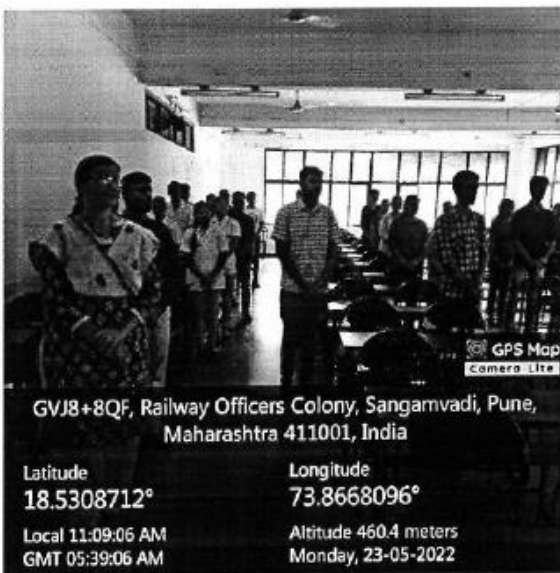 GPS Map
Camera Lite
GVJ8+8QF, Railway Officers Colony, Sangamvadi, Pune,
Maharashtra 411001, India
Latitude
18.5308712°
Longitude
73.8668096°
Local 11:09:06 AM
GMT 05:39:06 AM
Altitude 460.4 meters
Monday, 23-05-2022